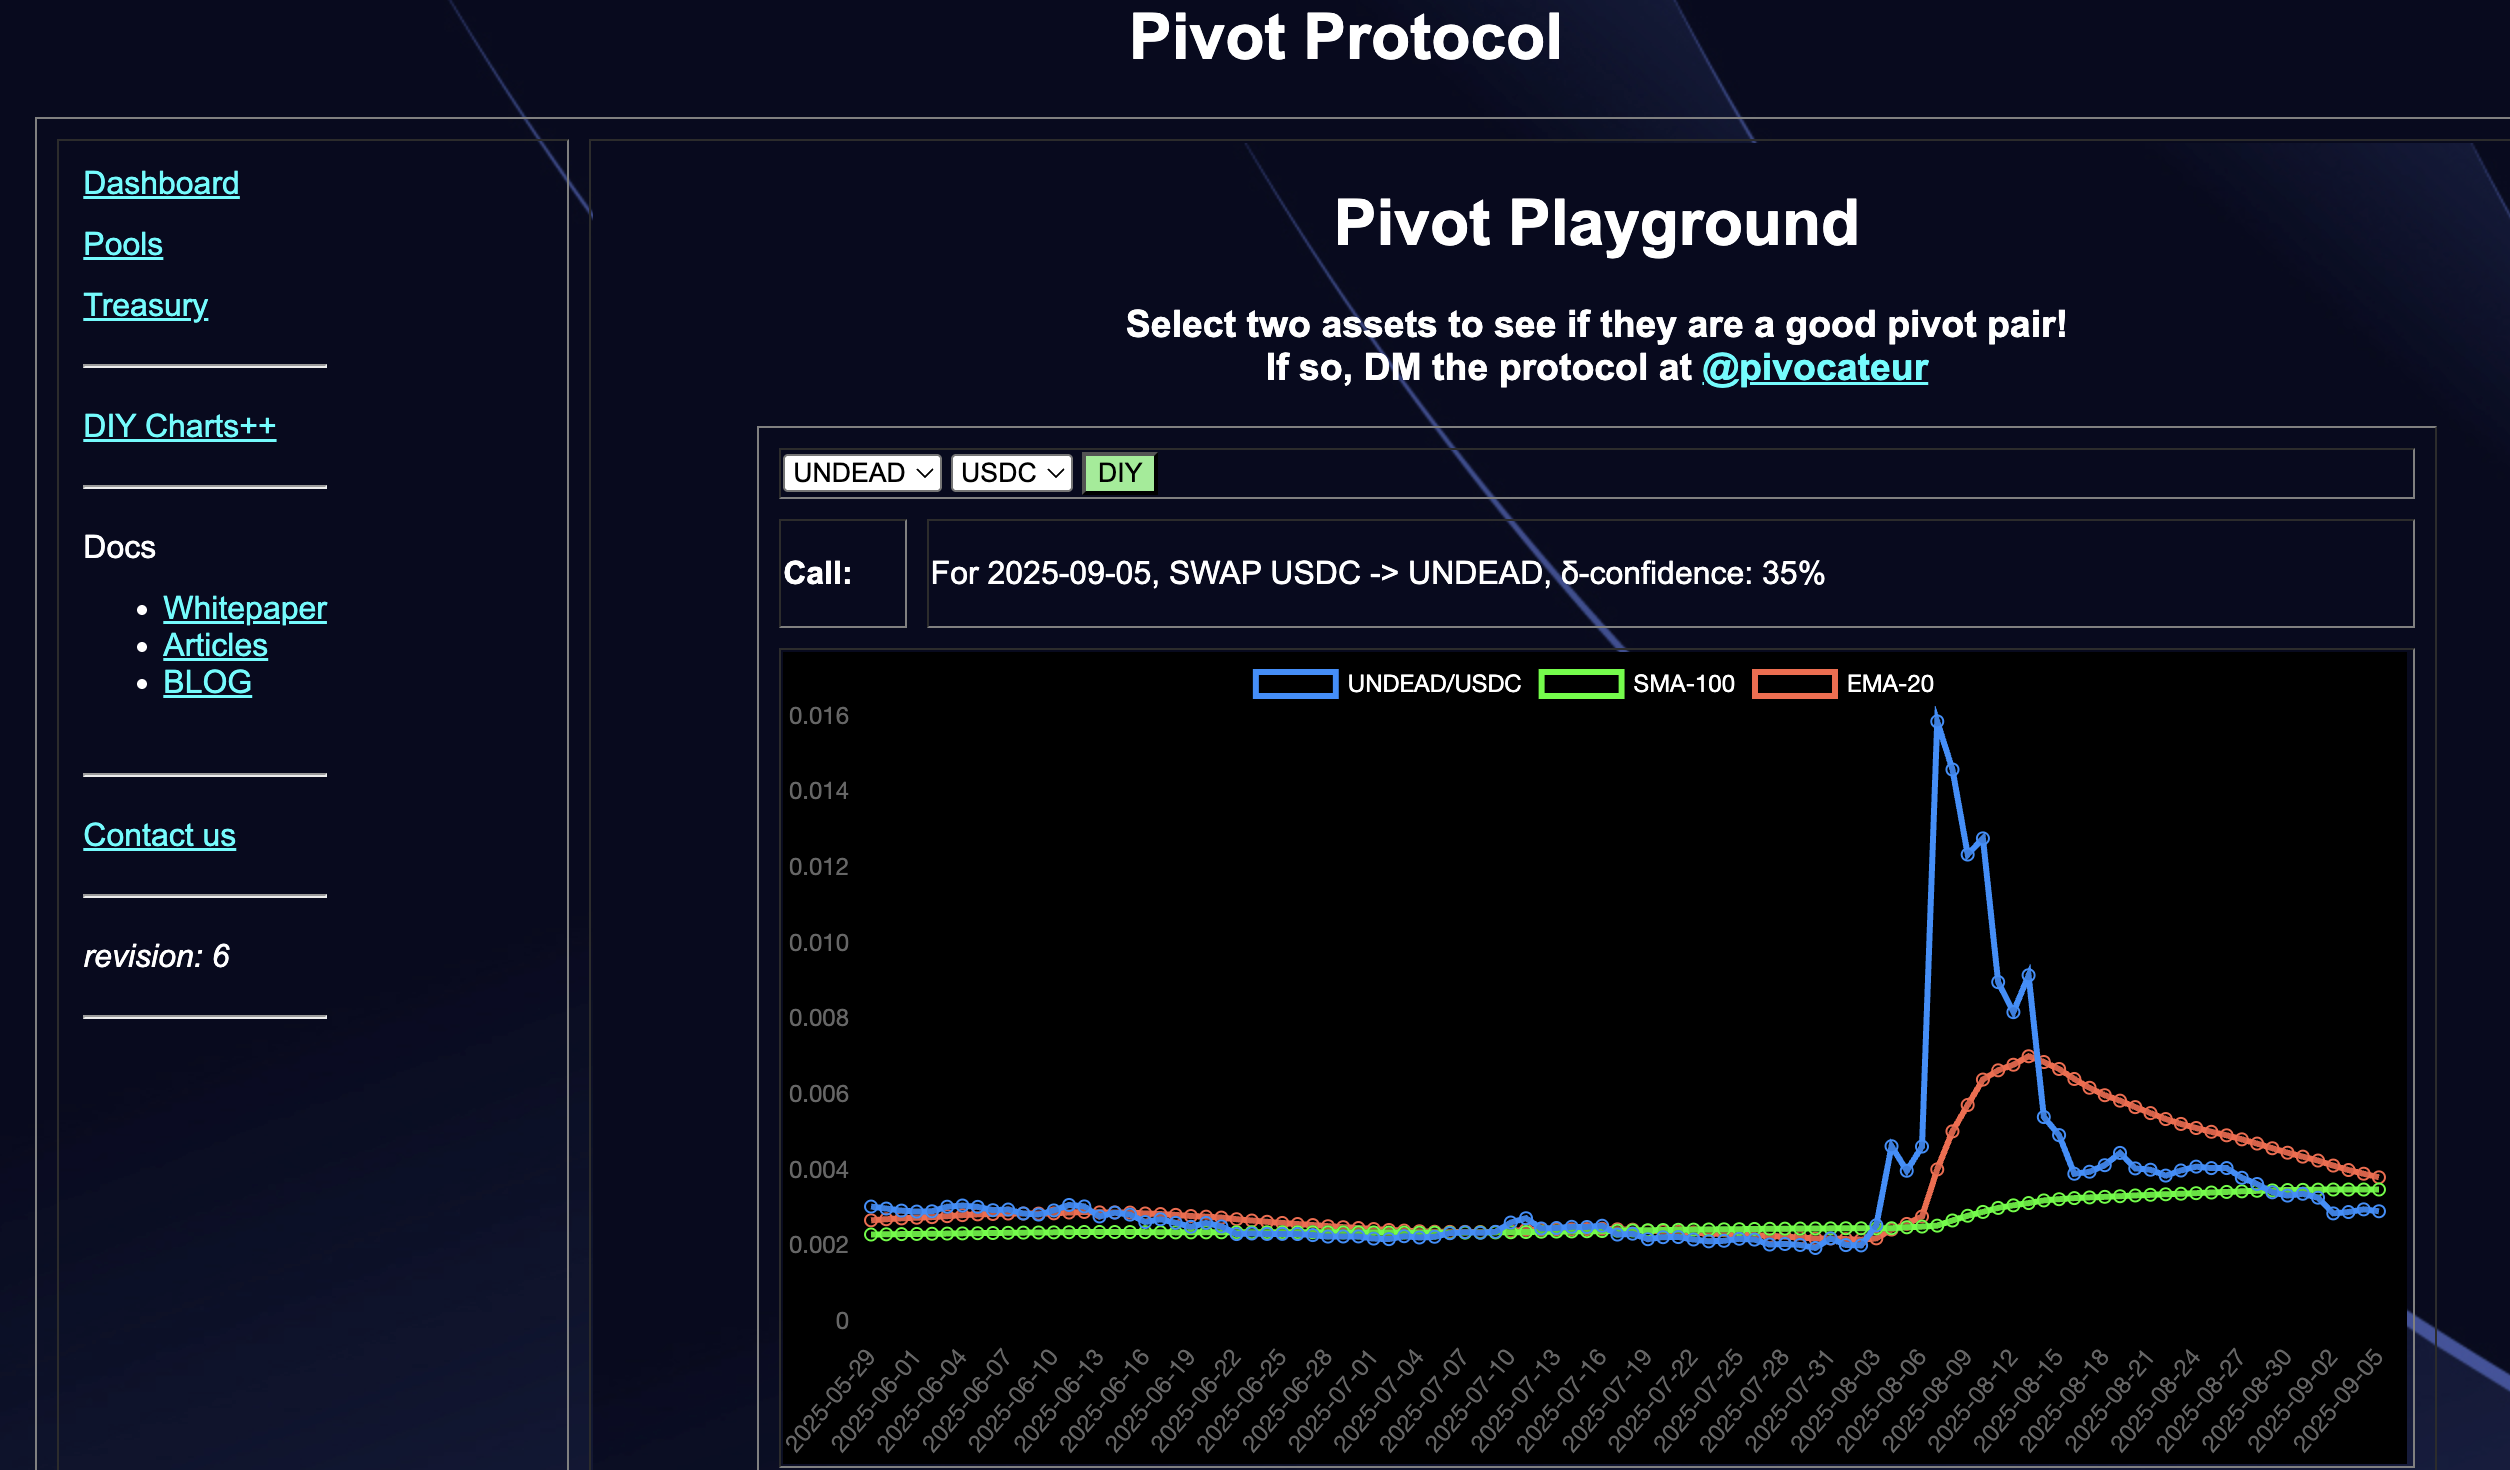 Pivot Protocol
Dashboard
Pools
Treasury
DIY Charts++
Docs
Whitepaper
Articles
BLOG
Contact us
revision: 6
Pivot Playground
Select two assets to see if they are a good pivot pair!
If so, DM the protocol at @pivocateur
UNDEAD USDC DIY
Call: For 2025-09-05, SWAP USDC -> UNDEAD, δ-confidence: 35%
UNDEAD/USDC SMA-100 EMA-20
0.016
0.014
0.012
0.010
0.008
0.006
0.004
0.002
0
2025-05-29 2025-06-01 2025-06-04 2025-06-07 2025-06-10 2025-06-13 2025-06-16 2025-06-19 2025-06-22 2025-06-25 2025-06-28 2025-07-01 2025-07-04 2025-07-07 2025-07-10 2025-07-13 2025-07-16 2025-07-19 2025-07-22 2025-07-25 2025-07-28 2025-07-31 2025-08-03 2025-08-06 2025-08-09 2025-08-12 2025-08-15 2025-08-18 2025-08-21 2025-08-24 2025-08-27 2025-08-30 2025-09-02 2025-09-05